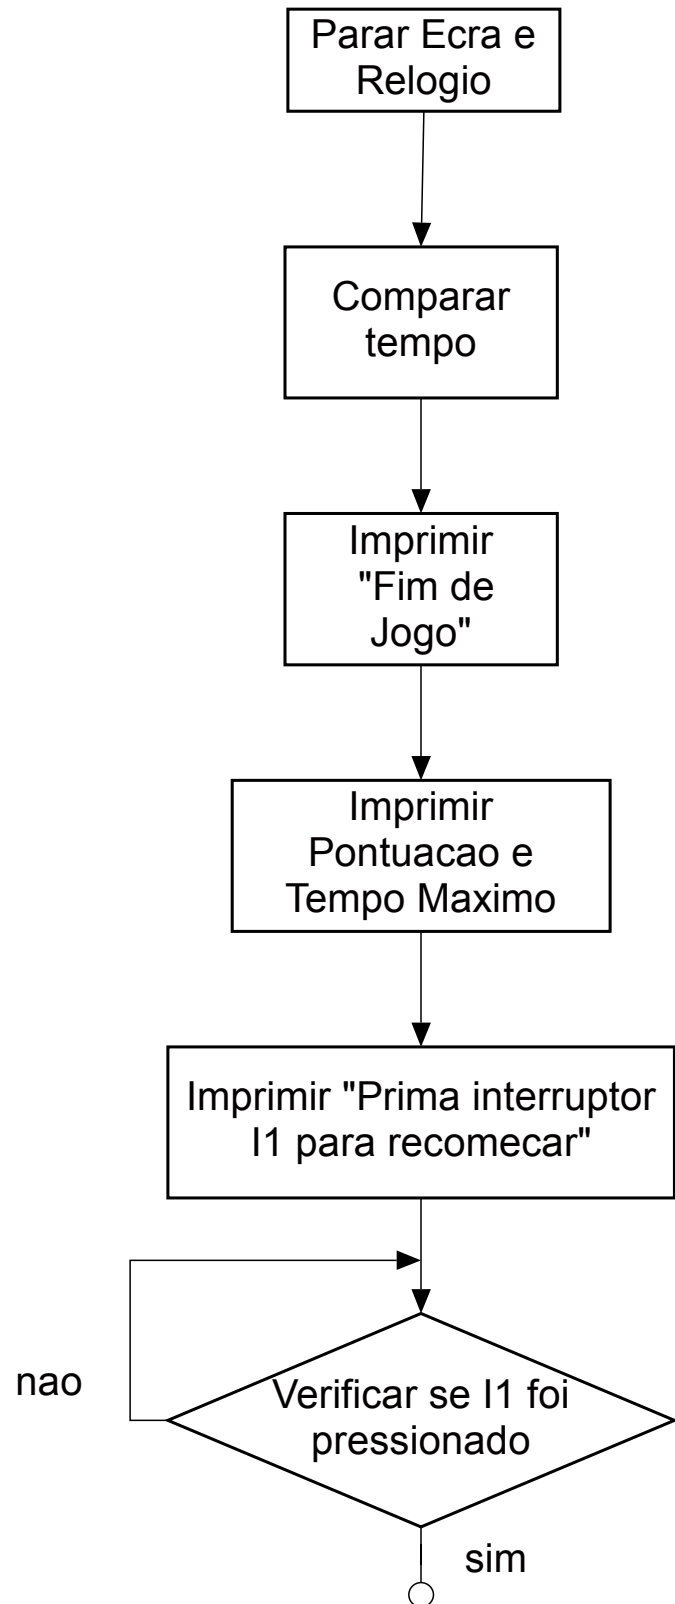 Parar Ecra e
Relogio
Comparar
tempo
Imprimir
"Fim de
Jogo"
Imprimir
Pontuacao e
Tempo Maximo
Imprimir "Prima interruptor
I1 para recomecar"
nao
Verificar se I1 foi
pressionado
sim